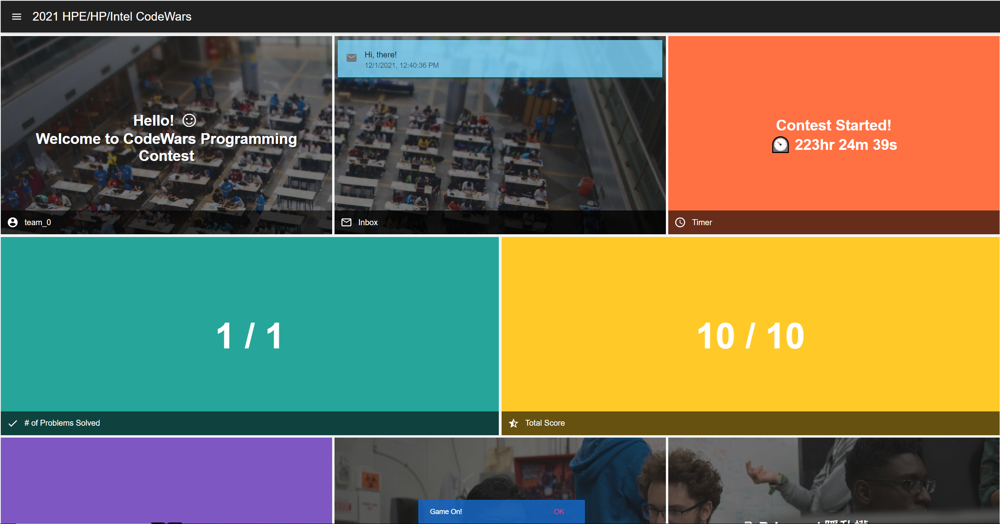 2021 HPE/HP/Intel CodeWars
Hello!
Welcome to CodeWars Programming
Contest
team_0
Hi, there!
12/1/2021, 12:40:36 PM
Inbox
Contest Started!
223hr 24m 39s
Timer
1 / 1
# of Problems Solved
10 / 10
Total Score
Game On!
OK